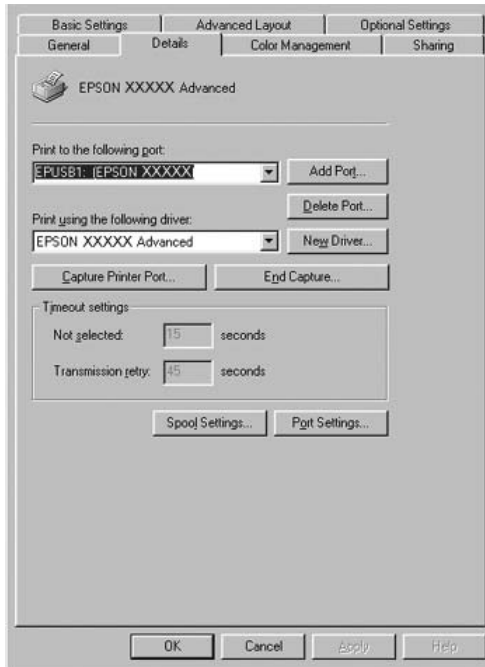 Basic Settings Advanced Layout Optional Settings
General Details Color Management Sharing
EPSON XXXXX Advanced
Print to the following port:
EPUSB1: (EPSON XXXXX Add Port...
Delete Port...
Print using the following driver:
EPSON XXXXX Advanced New Driver...
Capture Printer Port... End Capture...
Timeout settings
Not selected: 15 seconds
Transmission retry: 45 seconds
Spool Settings... Port Settings...
OK Cancel Apply Help